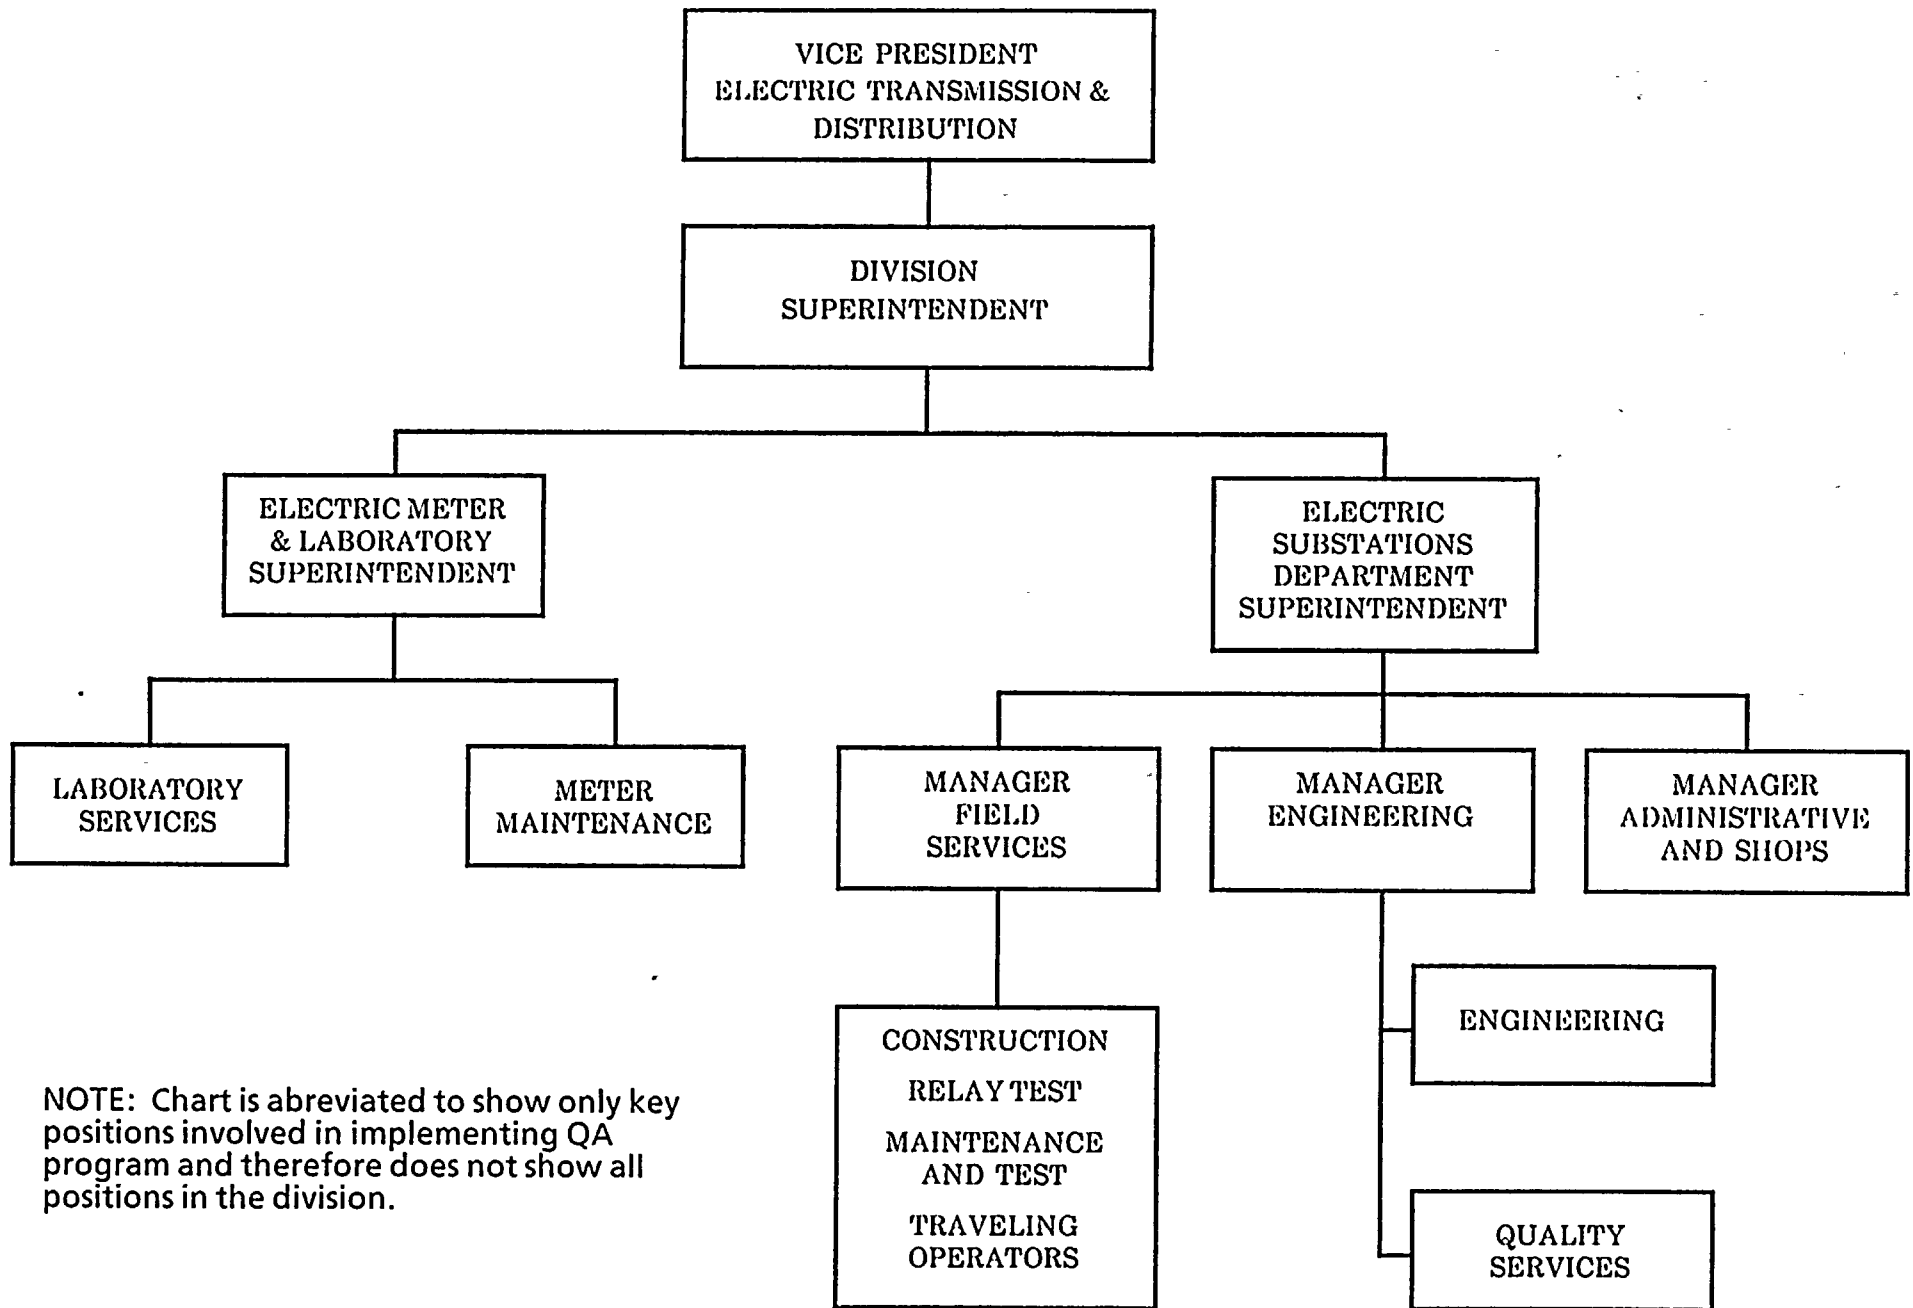 VICE PRESIDENT
ELECTRIC TRANSMISSION &
DISTRIBUTION
DIVISION
SUPERINTENDENT
ELECTRIC METER
& LABORATORY
SUPERINTENDENT
ELECTRIC
SUBSTATIONS
DEPARTMENT
SUPERINTENDENT
LABORATORY
SERVICES
METER
MAINTENANCE
MANAGER
FIELD
SERVICES
MANAGER
ENGINEERING
MANAGER
ADMINISTRATIVE
AND SHOPS
CONSTRUCTION
RELAY TEST
MAINTENANCE
AND TEST
TRAVELING
OPERATORS
ENGINEERING
QUALITY
SERVICES
NOTE: Chart is abreviated to show only key
positions involved in implementing QA
program and therefore does not show all
positions in the division.